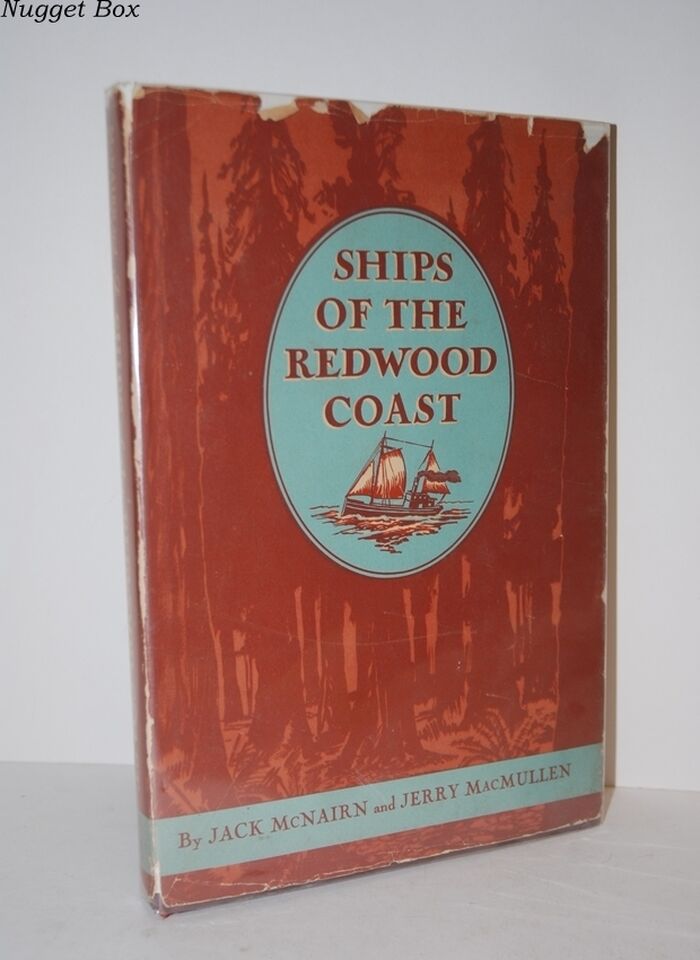 Nugget Box
SHIPS
OF THE
REDWOOD
COAST
By JACK McNAIRN and JERRY MacMULLEN